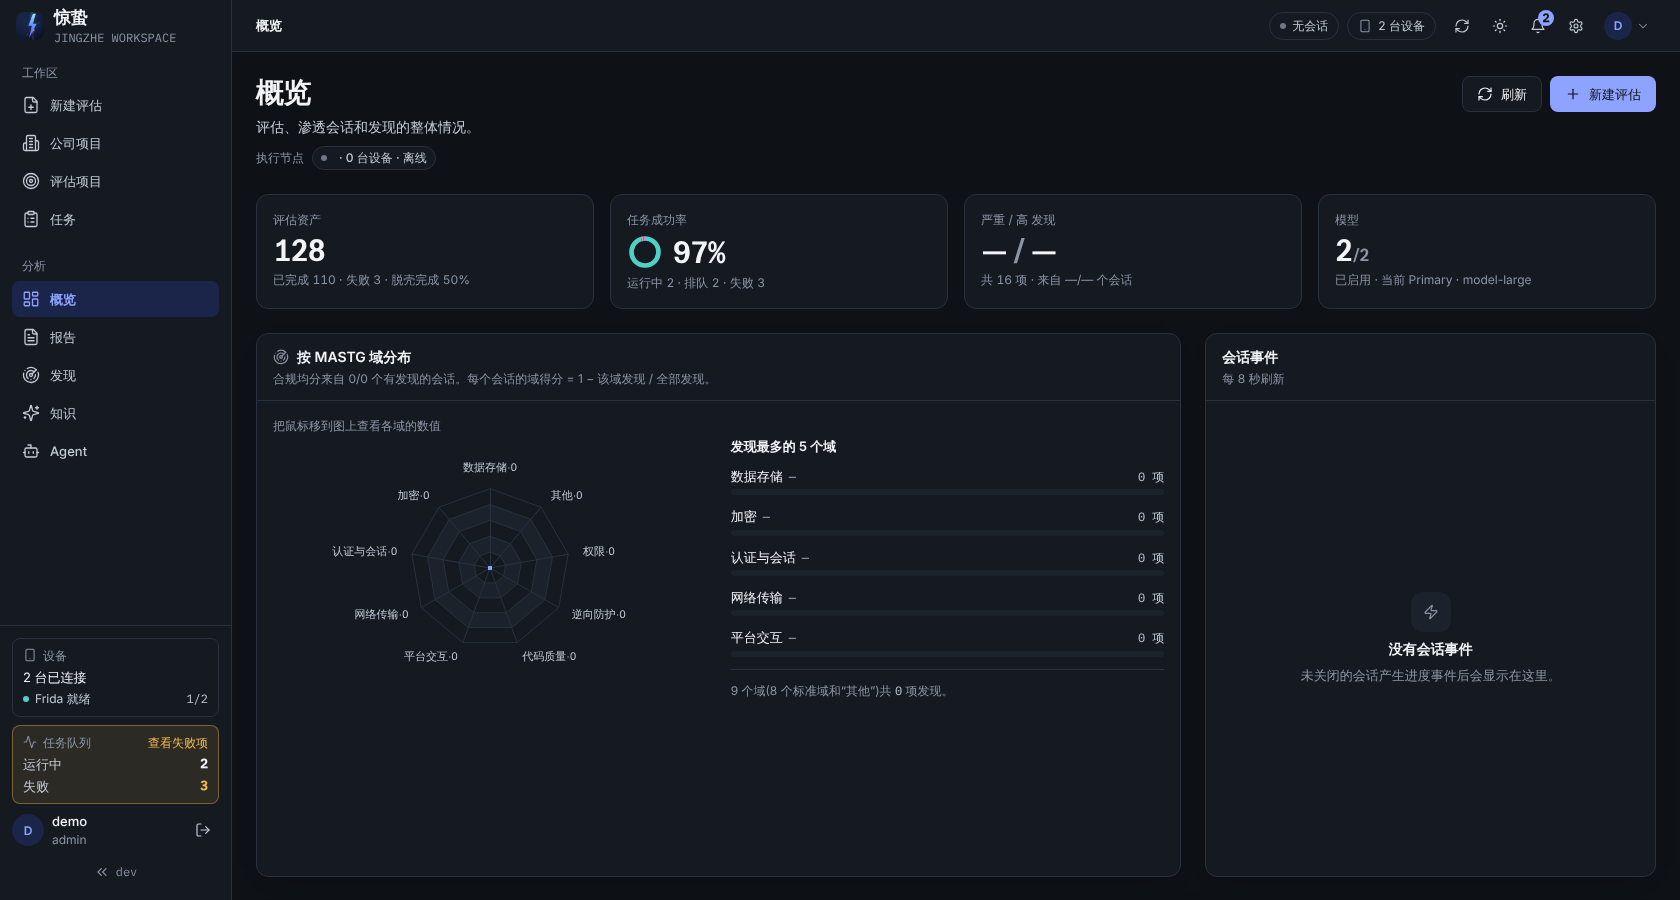 惊蛰
JINGZHE WORKSPACE
工作区
新建评估
公司项目
评估项目
任务
分析
概览
报告
发现
知识
Agent
设备
2 台已连接
Frida 就绪 1/2
任务队列 查看失败项
运行中 2
失败 3
D
demo
admin
dev
概览
无会话
2 台设备
2
D
概览
评估、渗透会话和发现的整体情况。
执行节点 · 0 台设备 · 离线
刷新
新建评估
评估资产
128
已完成 110 · 失败 3 · 脱壳完成 50%
任务成功率
97%
运行中 2 · 排队 2 · 失败 3
严重 / 高 发现
— / —
共 16 项 · 来自 —/— 个会话
模型
2/2
已启用 · 当前 Primary · model-large
按 MASTG 域分布
合规均分来自 0/0 个有发现的会话。每个会话的域得分 = 1 − 该域发现 / 全部发现。
把鼠标移到图上查看各域的数值
数据存储·0
加密·0
其他·0
认证与会话·0
权限·0
网络传输·0
逆向防护·0
平台交互·0
代码质量·0
发现最多的 5 个域
数据存储 — 0 项
加密 — 0 项
认证与会话 — 0 项
网络传输 — 0 项
平台交互 — 0 项
9 个域(8 个标准域和“其他”)共 0 项发现。
会话事件
每 8 秒刷新
没有会话事件
未关闭的会话产生进度事件后会显示在这里。